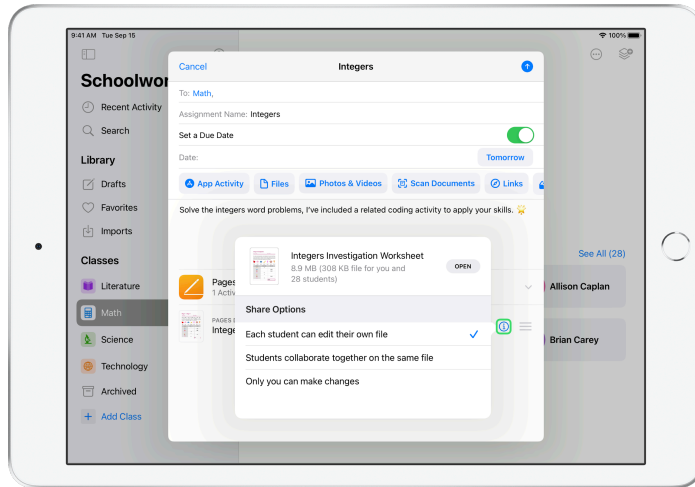 9:41 AM Tue Sep 15
100%
Schoolwor
Recent Activity
Search
Library
Drafts
Favorites
Imports
Classes
Literature
Math
Science
Technology
Archived
Add Class
Cancel
Integers
To: Math,
Assignment Name: Integers
Set a Due Date
Date:
Tomorrow
App Activity
Files
Photos & Videos
Scan Documents
Links
Solve the integers word problems, I've included a related coding activity to apply your skills.
Pages
1 Activ
PAGES
Intege
Integers Investigation Worksheet
8.9 MB (308 KB file for you and
28 students)
OPEN
Share Options
Each student can edit their own file
Students collaborate together on the same file
Only you can make changes
See All (28)
Allison Caplan
Brian Carey